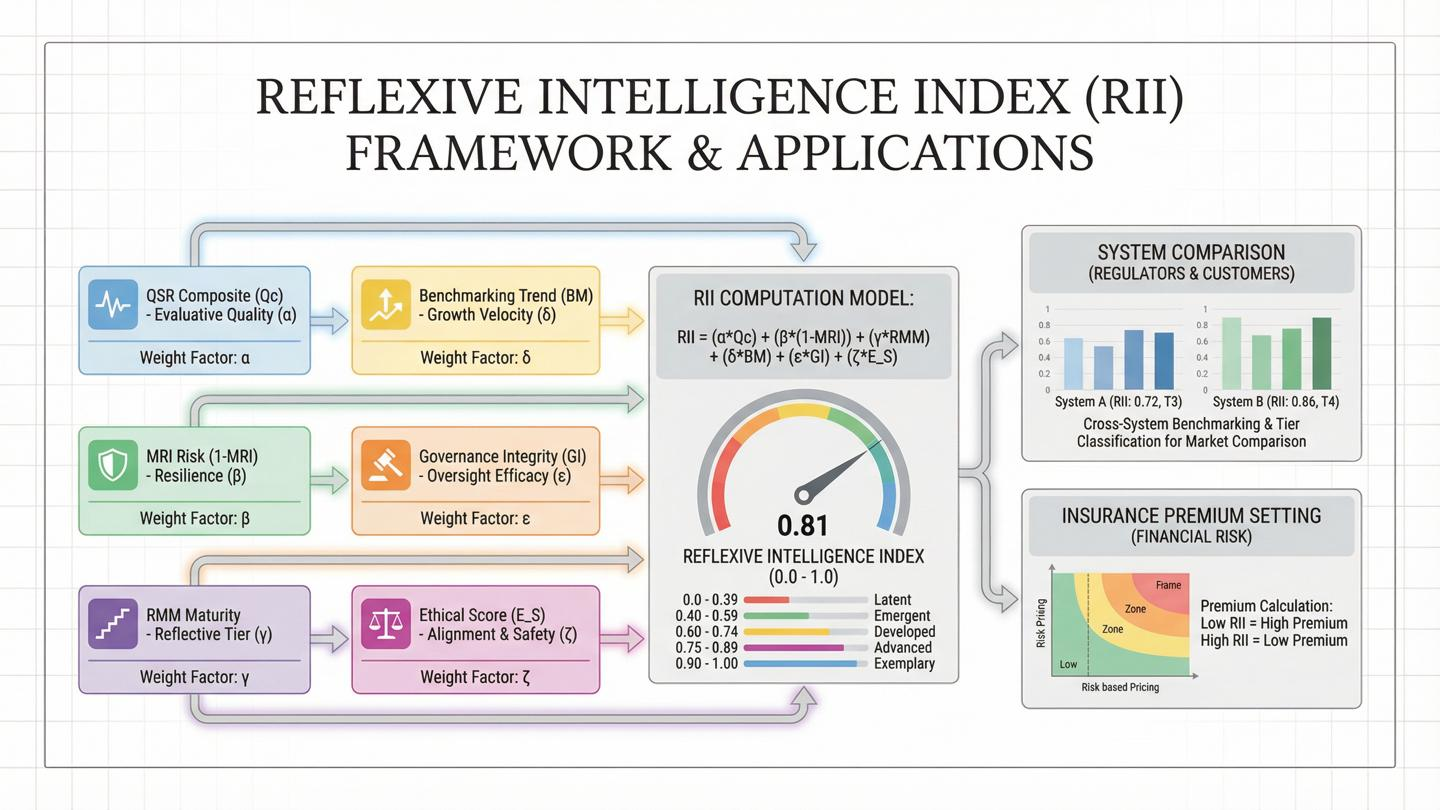 REFLEXIVE INTELLIGENCE INDEX (RII)
FRAMEWORK & APPLICATIONS
QSR Composite (Qc)
- Evaluative Quality (α)
Weight Factor: α
Benchmarking Trend (BM)
- Growth Velocity (δ)
Weight Factor: δ
MRI Risk (1-MRI)
- Resilience (β)
Weight Factor: β
Governance Integrity (GI)
- Oversight Efficacy (ε)
Weight Factor: ε
RMM Maturity
- Reflective Tier (γ)
Weight Factor: γ
Ethical Score (E_S)
- Alignment & Safety (ζ)
Weight Factor: ζ
RII COMPUTATION MODEL:
RII = (α*Qc) + (β*(1-MRI)) + (γ*RMM)
+ (δ*BM) + (ε*GI) + (ζ*E_S)
0.81
REFLEXIVE INTELLIGENCE INDEX
(0.0 - 1.0)
0.0 - 0.39 Latent
0.40 - 0.59 Emergent
0.60 - 0.74 Developed
0.75 - 0.89 Advanced
0.90 - 1.00 Exemplary
SYSTEM COMPARISON
(REGULATORS & CUSTOMERS)
1
0.8
0.6
0.4
0.2
0
System A (RII: 0.72, T3)
1
0.8
0.6
0.4
0.2
0
System B (RII: 0.86, T4)
Cross-System Benchmarking & Tier
Classification for Market Comparison
INSURANCE PREMIUM SETTING
(FINANCIAL RISK)
Risk Priying
Frame
Zone
Zone
Low
Risk based Pricing
Premium Calculation:
Low RII = High Premium
High RII = Low Premium